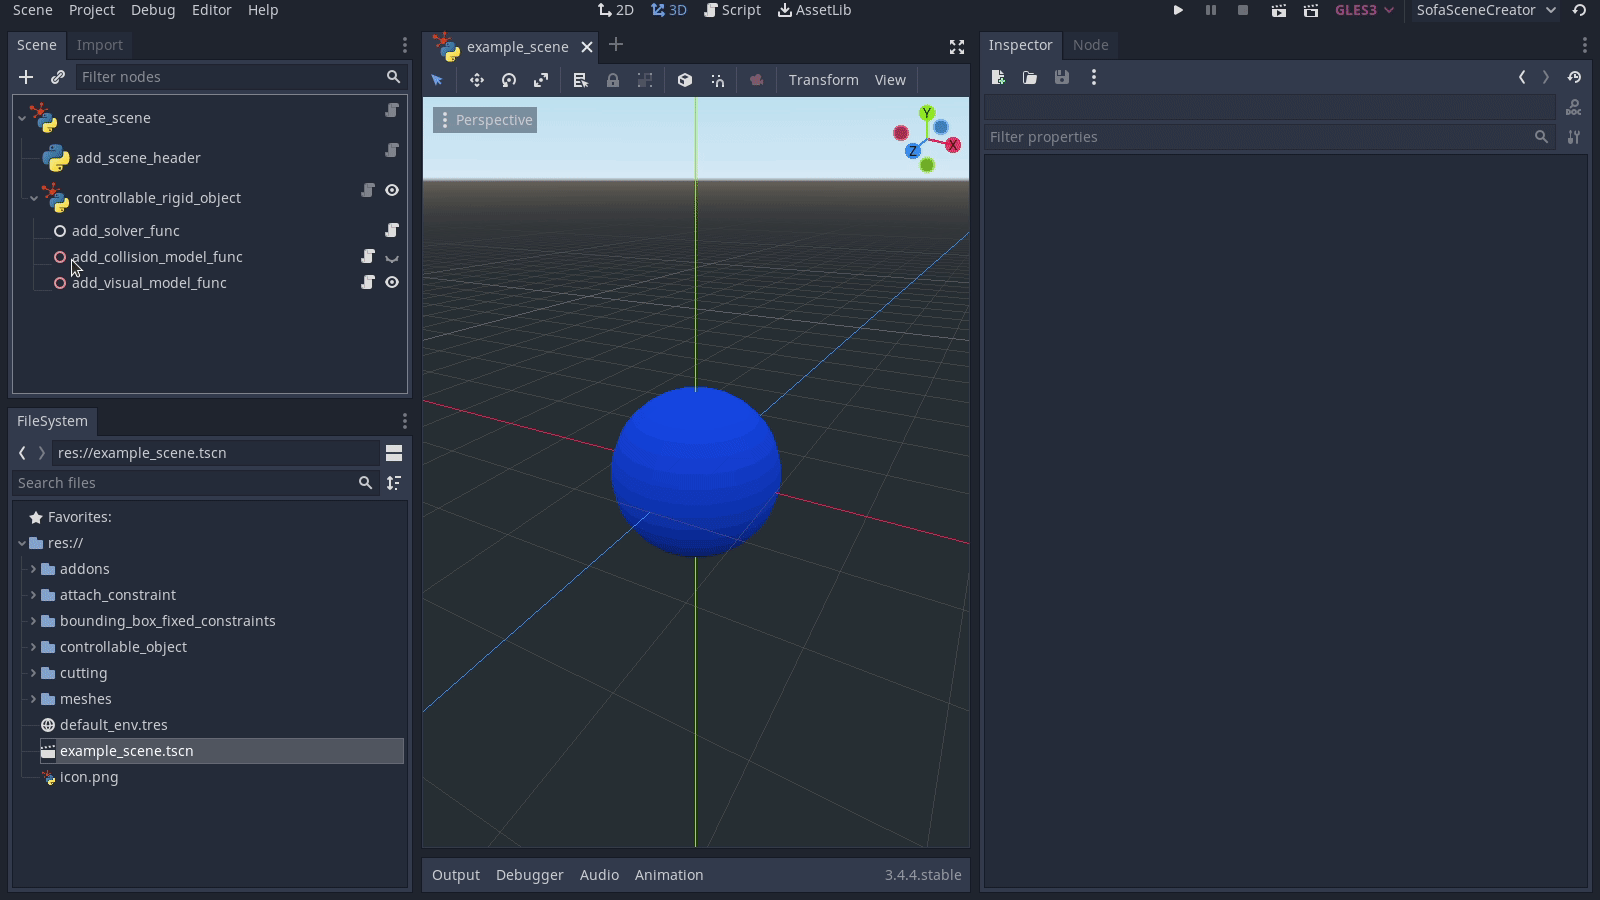 Scene Project Debug Editor Help
2D 3D Script AssetLib
GLES3 SofaSceneCreator
Scene Import
Filter nodes
create_scene
add_scene_header
controllable_rigid_object
add_solver_func
add_collision_model_func
add_visual_model_func
FileSystem
res://example_scene.tscn
Search files
Favorites:
res://
addons
attach_constraint
bounding_box_fixed_constraints
controllable_object
cutting
meshes
default_env.tres
example_scene.tscn
icon.png
example_scene
Transform View
Perspective
Y
X
Z
Output Debugger Audio Animation 3.4.4.stable
Inspector Node
DOC
Filter properties